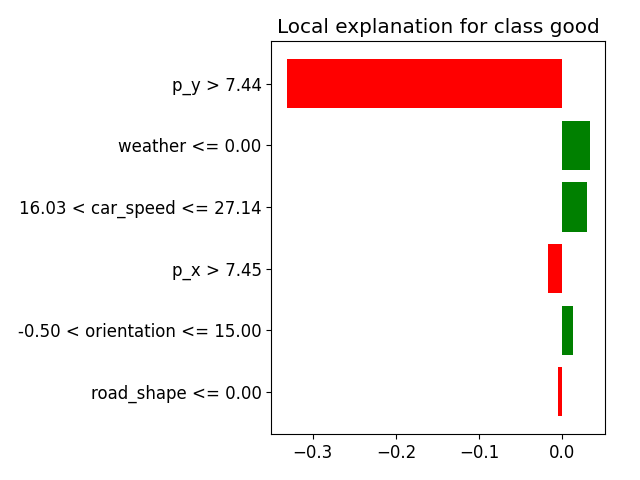 Local explanation for class good
p_y > 7.44
weather <= 0.00
16.03 < car_speed <= 27.14
p_x > 7.45
-0.50 < orientation <= 15.00
road_shape <= 0.00
−0.3 −0.2 −0.1 0.0